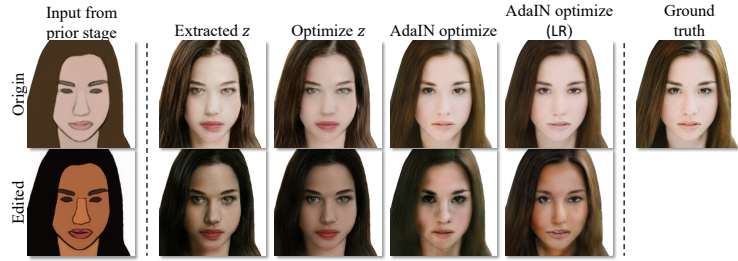 Input from
prior stage
Extracted z
Optimize z
AdaIN optimize
AdaIN optimize
(LR)
Ground
truth
Origin
Edited